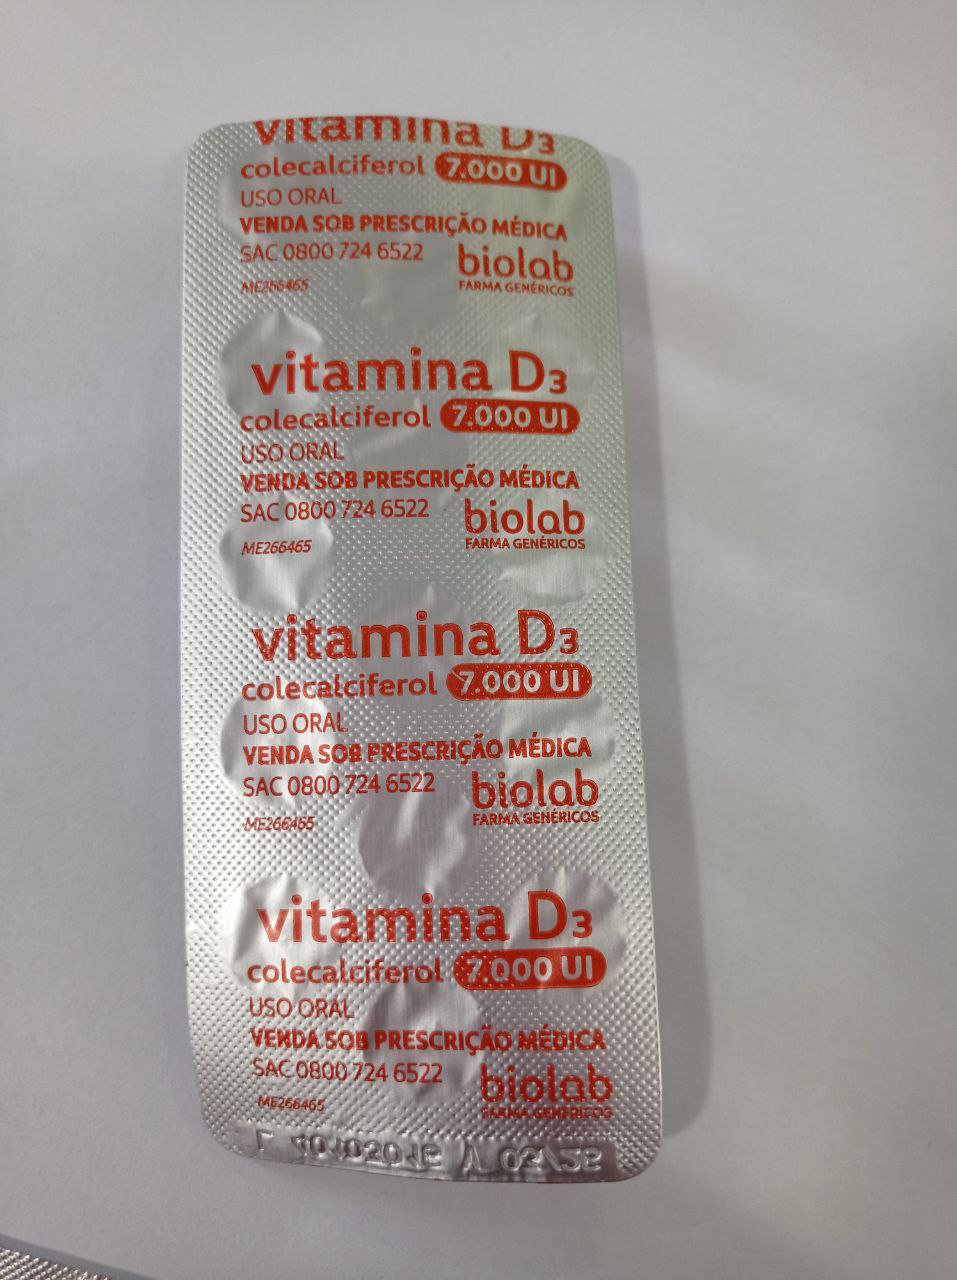 vitamina D3
colecalciferol 7.000 UI
USO ORAL
VENDA SOB PRESCRIÇÃO MÉDICA
SAC 0800 724 6522
biolab
FARMA GENÉRICOS
ME266465
vitamina D3
colecalciferol 7.000 UI
USO ORAL
VENDA SOB PRESCRIÇÃO MÉDICA
SAC 0800 724 6522
biolab
FARMA GENÉRICOS
ME266465
vitamina D3
colecalciferol 7.000 UI
USO ORAL
VENDA SOB PRESCRIÇÃO MÉDICA
SAC 0800 724 6522
biolab
FARMA GENÉRICOS
ME266465
vitamina D3
colecalciferol 7.000 UI
USO ORAL
VENDA SOB PRESCRIÇÃO MÉDICA
SAC 0800 724 6522
biolab
FARMA GENÉRICOS
ME266465